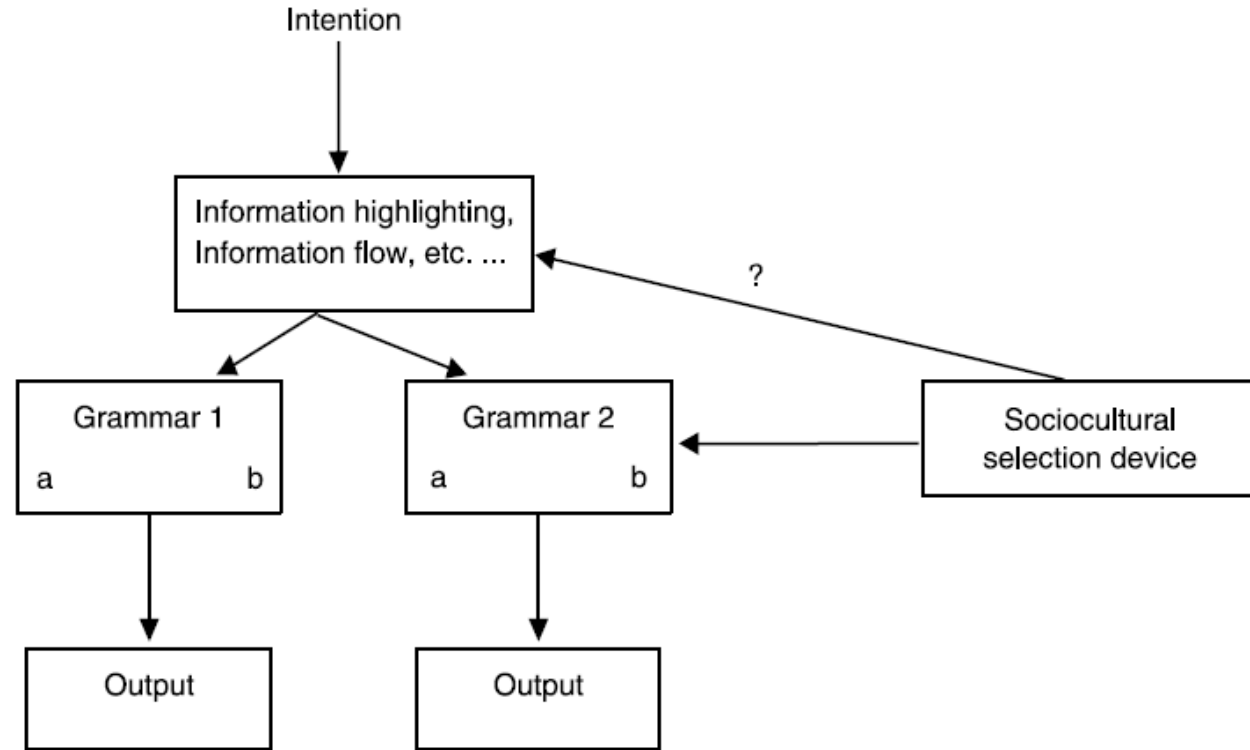 Intention
Information highlighting,
Information flow, etc. ...
?
Grammar 1
a b
Grammar 2
a b
Sociocultural
selection device
Output
Output